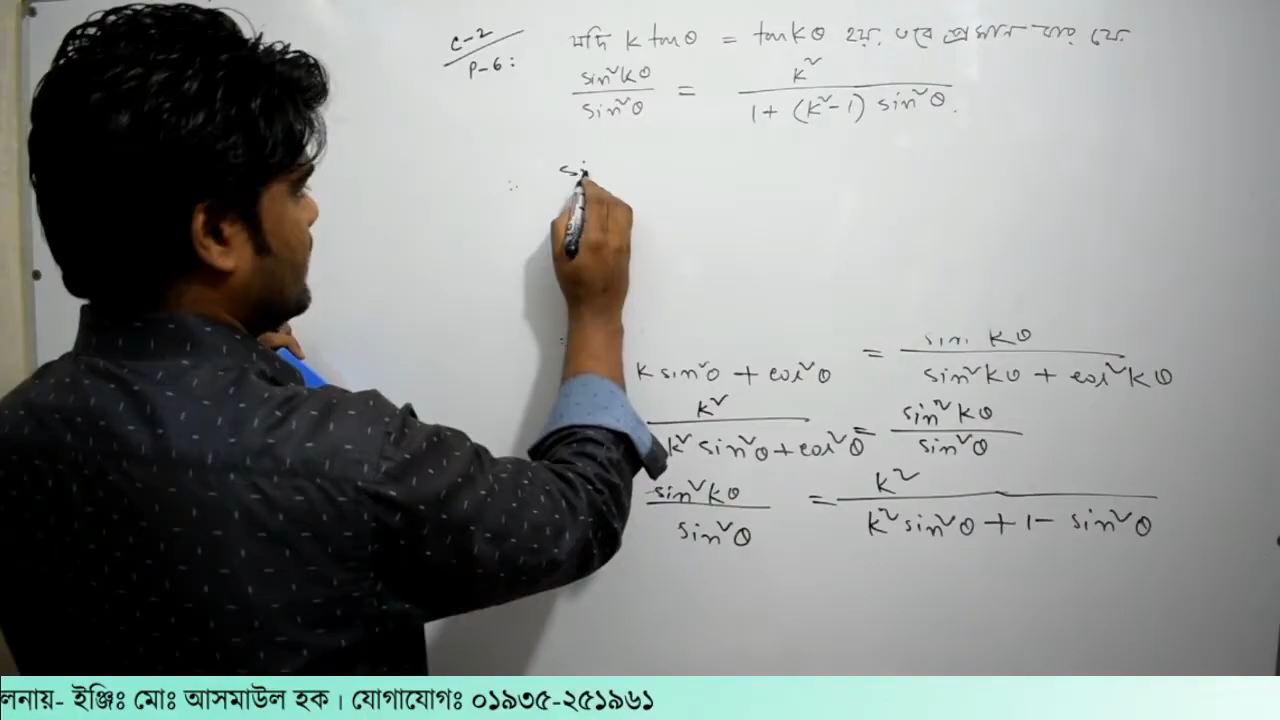 C-2
P-6:
যদি k tanθ = tankθ হয়. তবে প্রমান কর যে.
sin²kθ / sin²θ = k² / 1 + (k²-1) sin²θ.
∴ si
k sin²θ + cos²θ = sin kθ / sin²kθ + cos²kθ
k² / k² sin²θ + cos²θ = sin²kθ / sin²θ
sin²kθ / sin²θ = k² / k² sin²θ + 1 - sin²θ
লনায়- ইঞ্জিঃ মোঃ আসমাউল হক। যোগাযোগঃ ০১৯৩৫-২৫১৯৬১